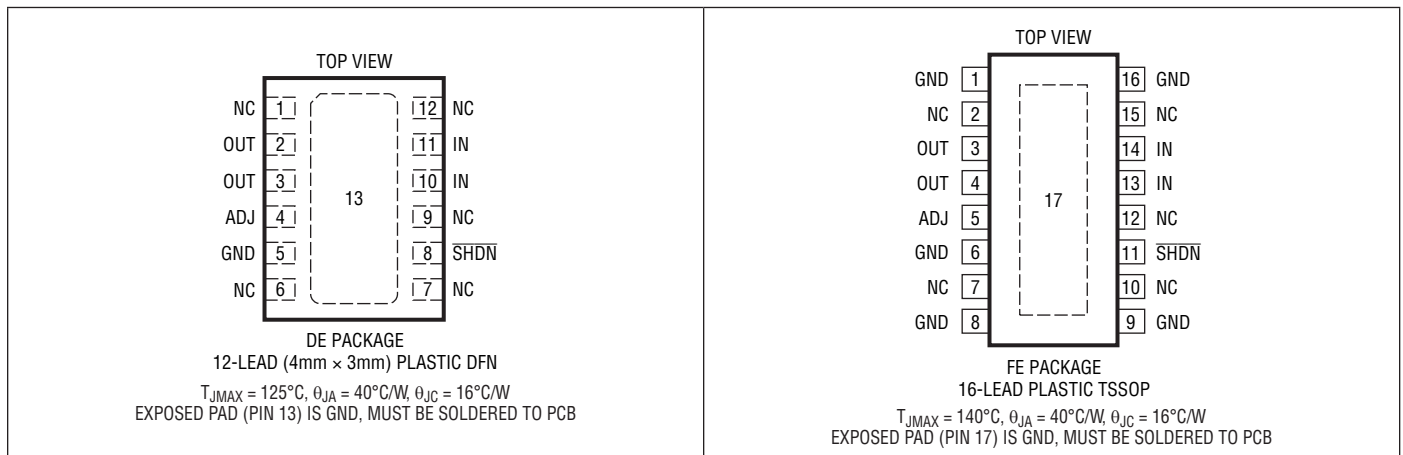 TOP VIEW
NC 1
OUT 2
OUT 3
ADJ 4
GND 5
NC 6
12 NC
11 IN
10 IN
9 NC
8 SHDN
7 NC
13
DE PACKAGE
12-LEAD (4mm × 3mm) PLASTIC DFN
TJMAX = 125°C, θJA = 40°C/W, θJC = 16°C/W
EXPOSED PAD (PIN 13) IS GND, MUST BE SOLDERED TO PCB
TOP VIEW
GND 1
NC 2
OUT 3
OUT 4
ADJ 5
GND 6
NC 7
GND 8
16 GND
15 NC
14 IN
13 IN
12 NC
11 SHDN
10 NC
9 GND
17
FE PACKAGE
16-LEAD PLASTIC TSSOP
TJMAX = 140°C, θJA = 40°C/W, θJC = 16°C/W
EXPOSED PAD (PIN 17) IS GND, MUST BE SOLDERED TO PCB